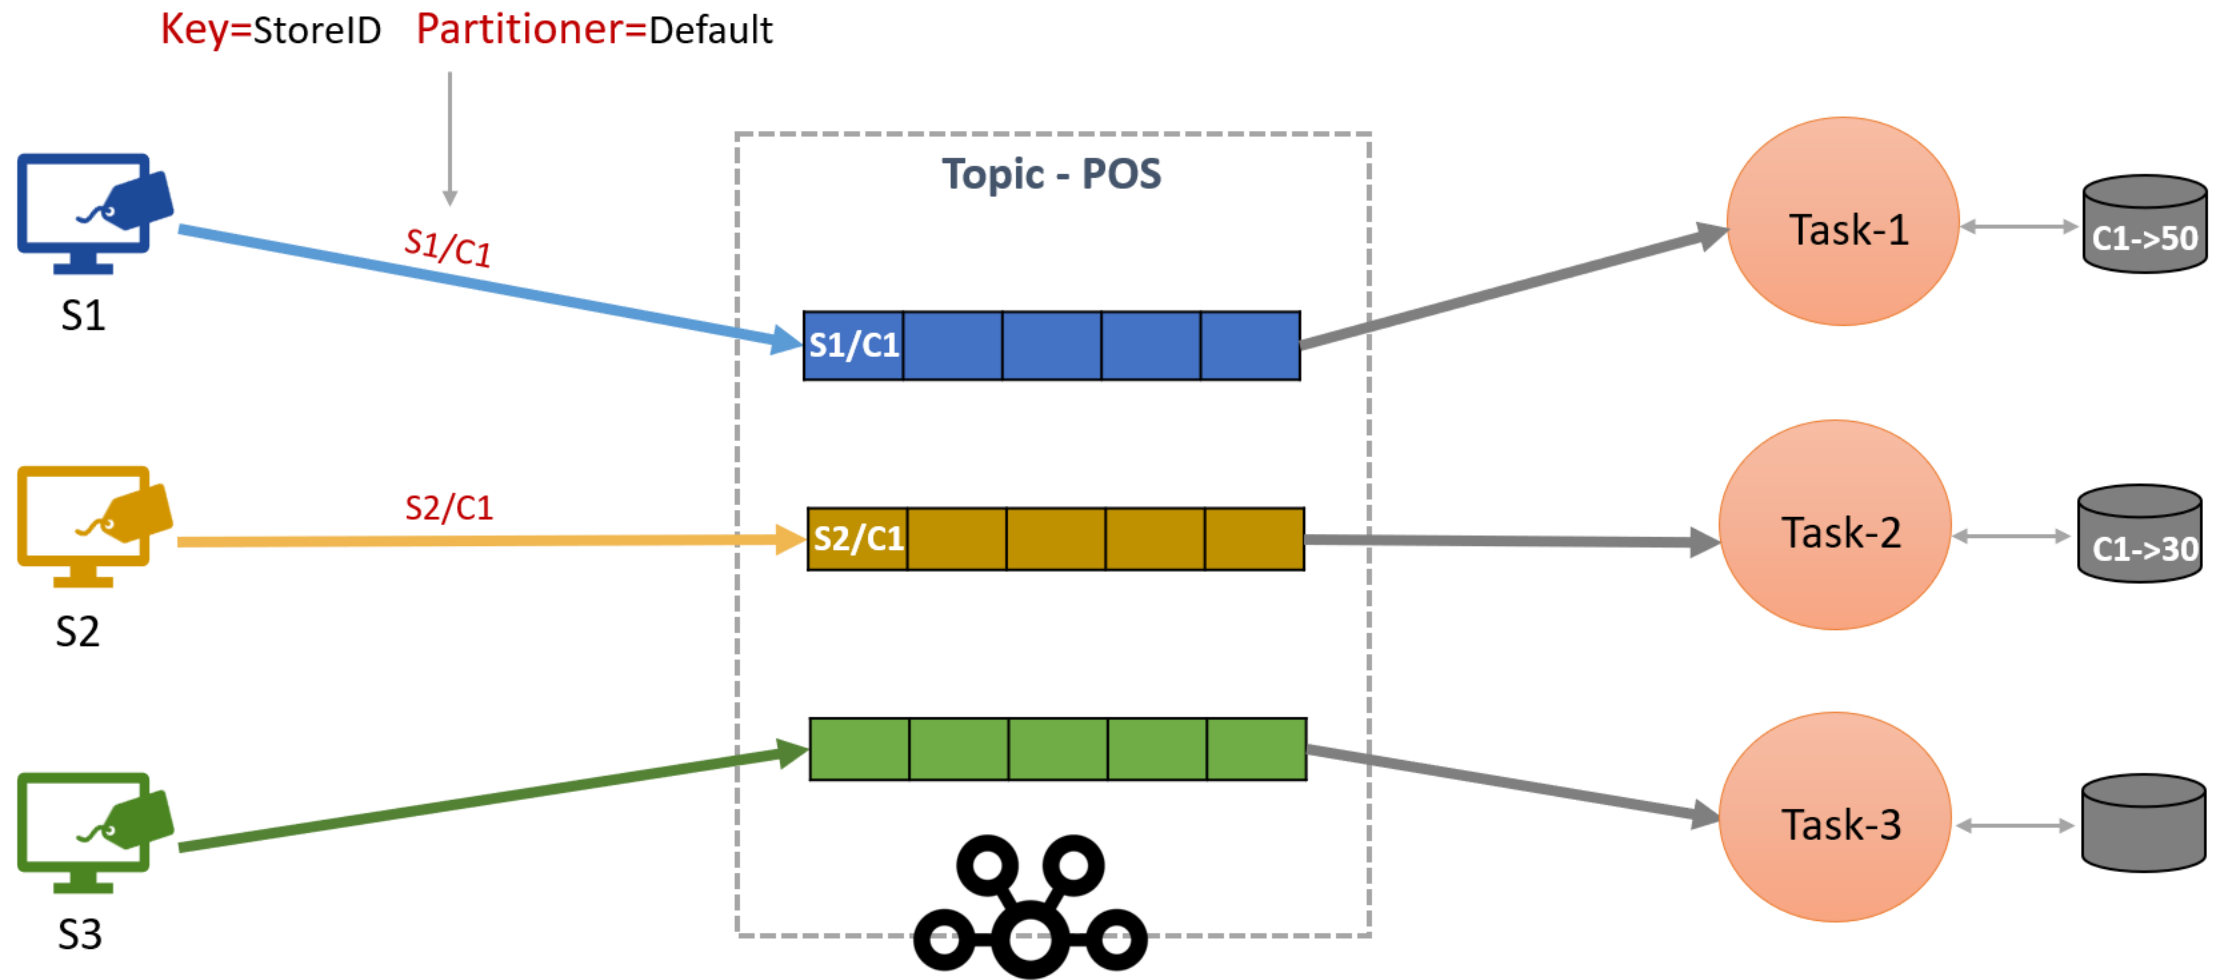 Key=StoreID Partitioner=Default
Topic - POS
S1/C1
S1
S1/C1
Task-1
C1->50
S2/C1
S2
S2/C1
Task-2
C1->30
S3
Task-3